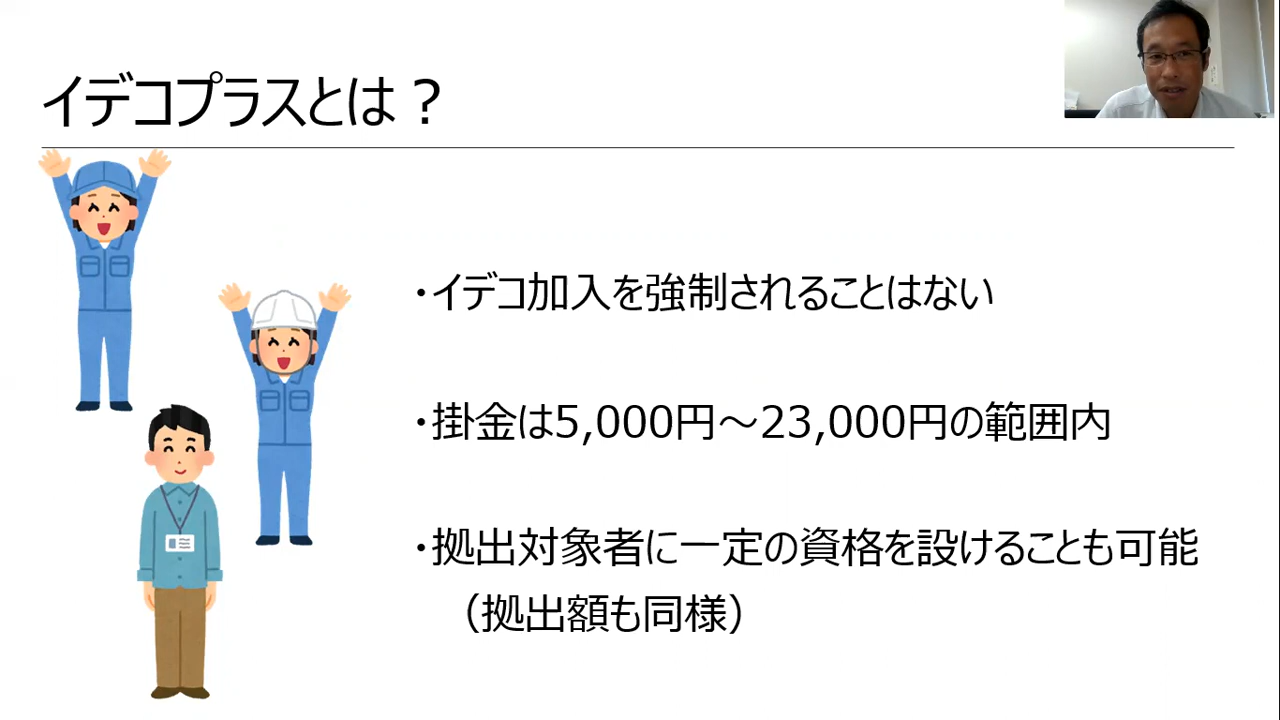 イデコプラスとは？
・イデコ加入を強制されることはない
・掛金は5,000円～23,000円の範囲内
・拠出対象者に一定の資格を設けることも可能
（拠出額も同様）